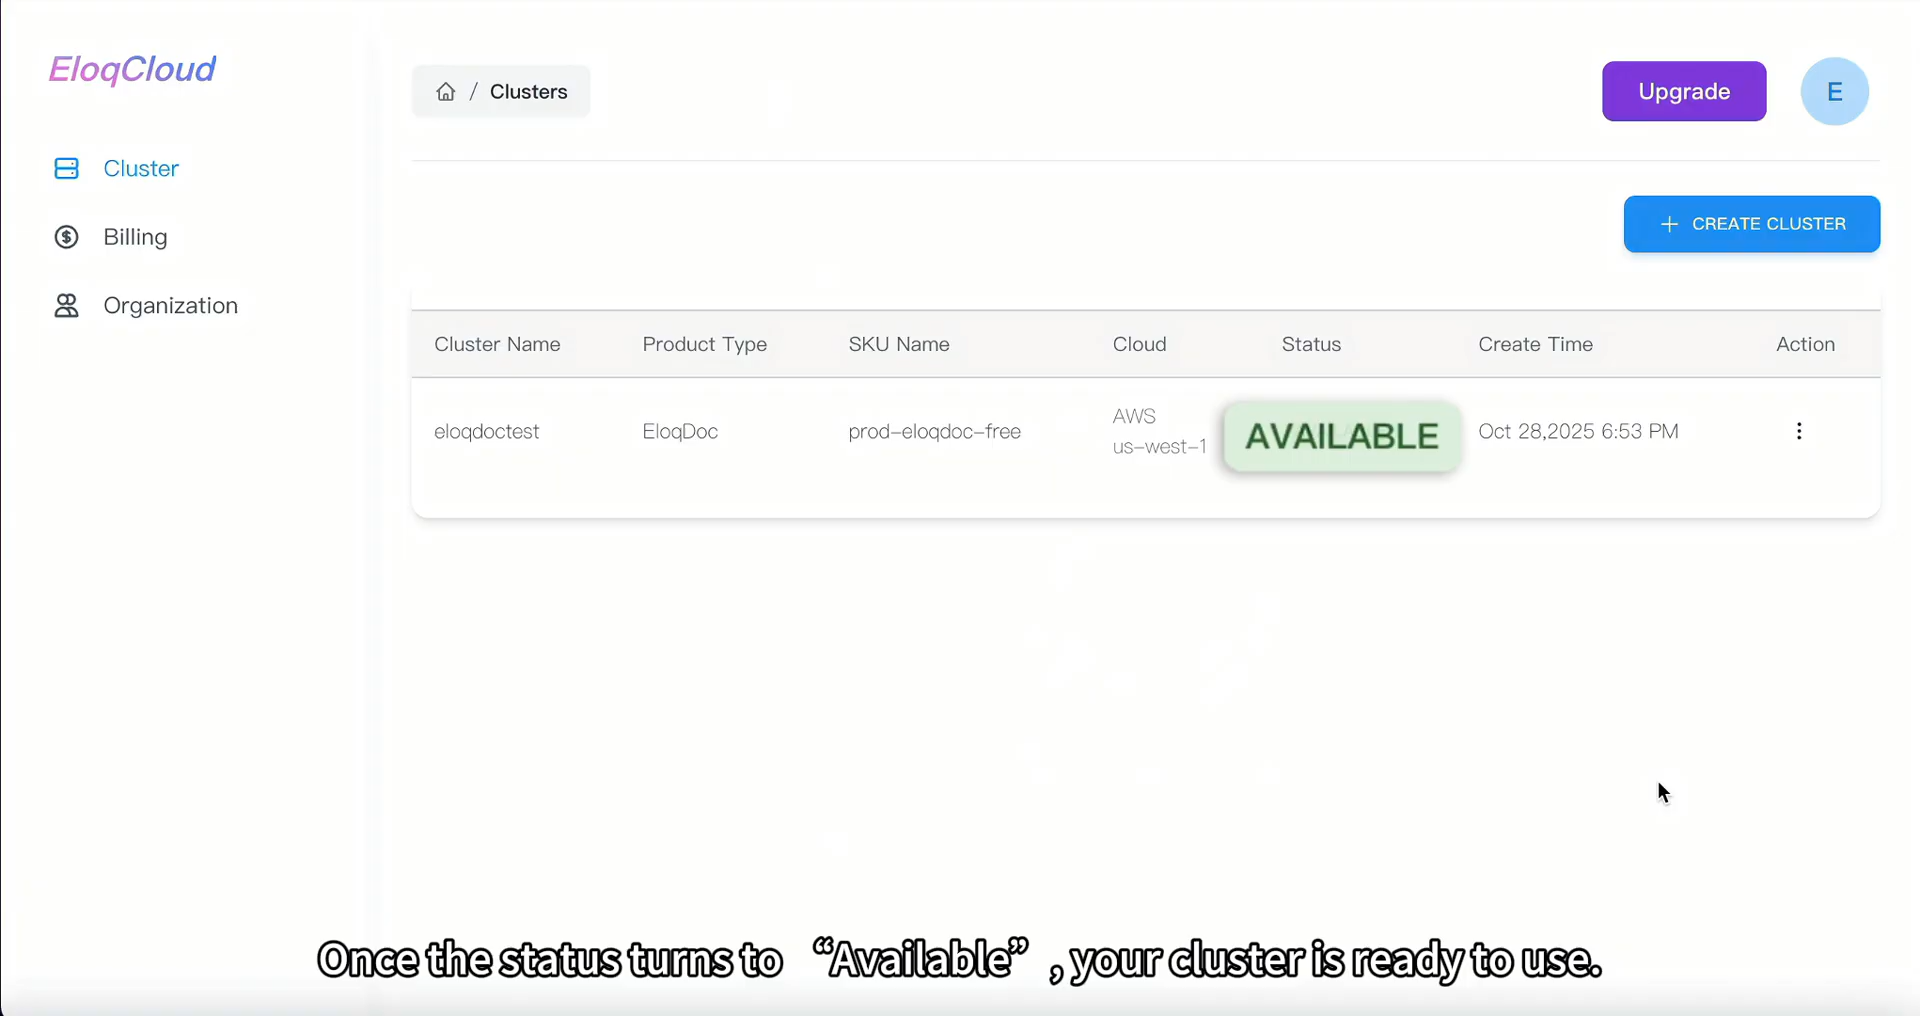 EloqCloud
/ Clusters
Upgrade
E
Cluster
Billing
Organization
+ CREATE CLUSTER
Cluster Name Product Type SKU Name Cloud Status Create Time Action
eloqdoctest EloqDoc prod-eloqdoc-free AWS us-west-1 AVAILABLE Oct 28,2025 6:53 PM
Once the status turns to “Available”, your cluster is ready to use.